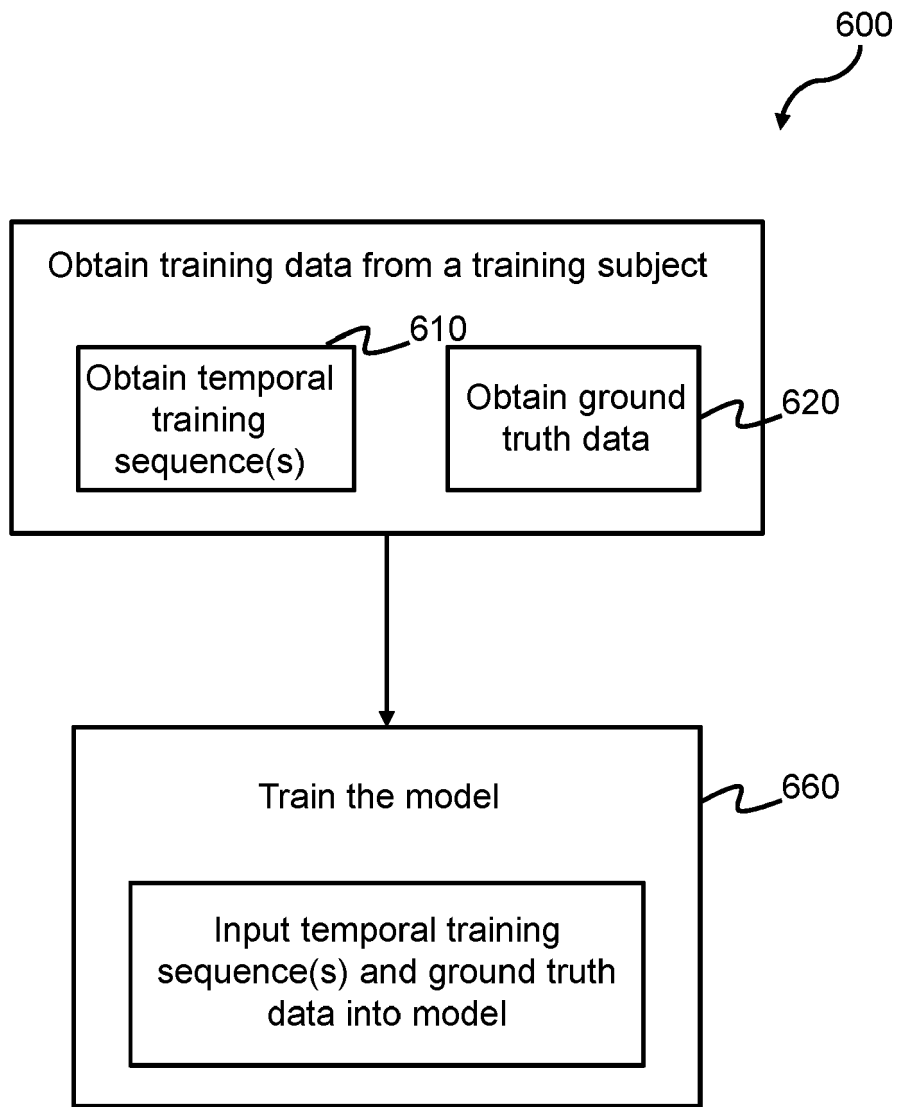 600
Obtain training data from a training subject
610
Obtain temporal
training
sequence(s)
Obtain ground
truth data
620
Train the model
660
Input temporal training
sequence(s) and ground truth
data into model